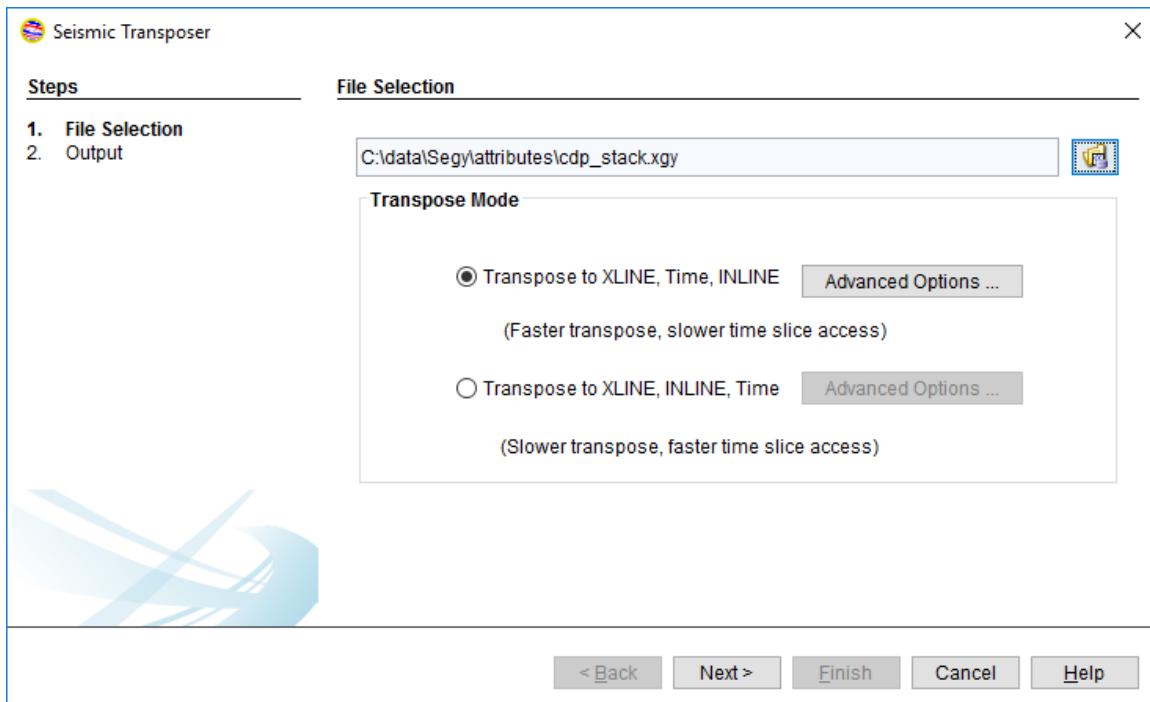 Seismic Transposer
Steps
1. File Selection
2. Output
File Selection
C:\data\Segy\attributes\cdp_stack.xgy
Transpose Mode
Transpose to XLINE, Time, INLINE Advanced Options ...
(Faster transpose, slower time slice access)
Transpose to XLINE, INLINE, Time Advanced Options ...
(Slower transpose, faster time slice access)
< Back Next > Finish Cancel Help